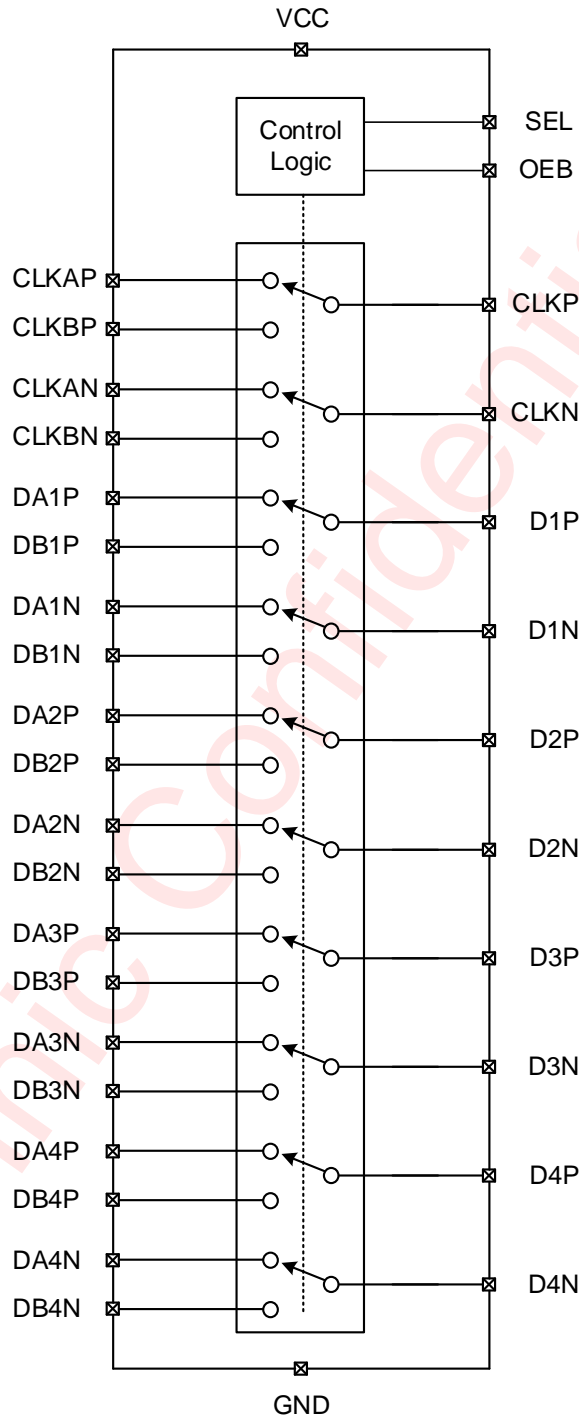 VCC
Control
Logic
SEL
OEB
CLKAP
CLKP
CLKBP
CLKAN
CLKN
CLKBN
DA1P
D1P
DB1P
DA1N
D1N
DB1N
DA2P
D2P
DB2P
DA2N
D2N
DB2N
DA3P
D3P
DB3P
DA3N
D3N
DB3N
DA4P
D4P
DB4P
DA4N
D4N
DB4N
GND